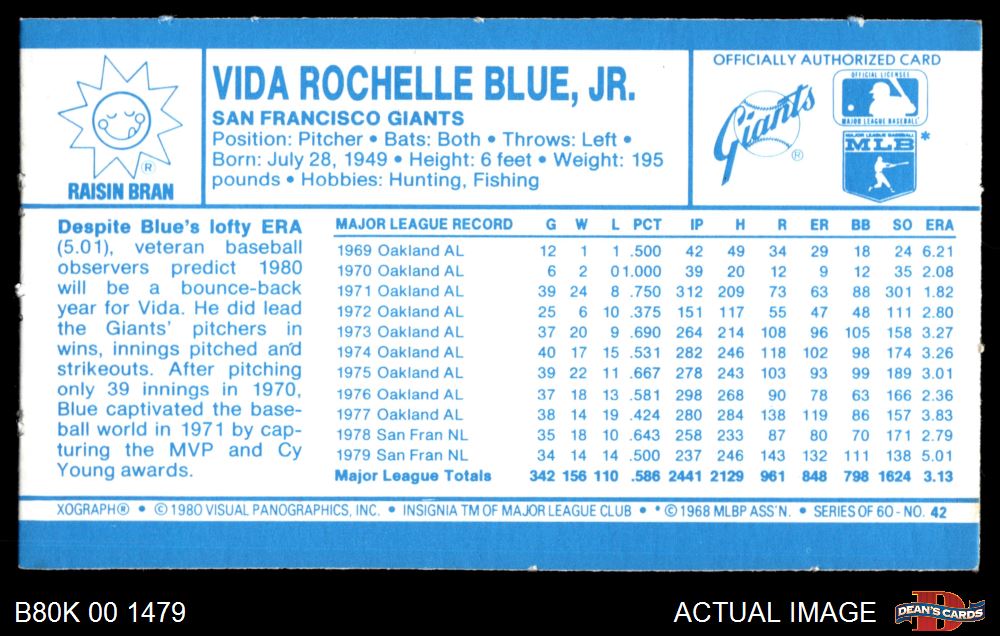 RAISIN BRAN
®
VIDA ROCHELLE BLUE, JR.
SAN FRANCISCO GIANTS
Position: Pitcher • Bats: Both • Throws: Left •
Born: July 28, 1949 • Height: 6 feet • Weight: 195
pounds • Hobbies: Hunting, Fishing
OFFICIALLY AUTHORIZED CARD
Giants ®
OFFICIAL LICENSEE
MAJOR LEAGUE BASEBALL
MAJOR LEAGUE BASEBALL
MLB *
Despite Blue's lofty ERA
(5.01), veteran baseball
observers predict 1980
will be a bounce-back
year for Vida. He did lead
the Giants' pitchers in
wins, innings pitched and
strikeouts. After pitching
only 39 innings in 1970,
Blue captivated the base-
ball world in 1971 by cap-
turing the MVP and Cy
Young awards.
MAJOR LEAGUE RECORD G W L PCT IP H R ER BB SO ERA
1969 Oakland AL 12 1 1 .500 42 49 34 29 18 24 6.21
1970 Oakland AL 6 2 0 1.000 39 20 12 9 12 35 2.08
1971 Oakland AL 39 24 8 .750 312 209 73 63 88 301 1.82
1972 Oakland AL 25 6 10 .375 151 117 55 47 48 111 2.80
1973 Oakland AL 37 20 9 .690 264 214 108 96 105 158 3.27
1974 Oakland AL 40 17 15 .531 282 246 118 102 98 174 3.26
1975 Oakland AL 39 22 11 .667 278 243 103 93 99 189 3.01
1976 Oakland AL 37 18 13 .581 298 268 90 78 63 166 2.36
1977 Oakland AL 38 14 19 .424 280 284 138 119 86 157 3.83
1978 San Fran NL 35 18 10 .643 258 233 87 80 70 171 2.79
1979 San Fran NL 34 14 14 .500 237 246 143 132 111 138 5.01
Major League Totals 342 156 110 .586 2441 2129 961 848 798 1624 3.13
XOGRAPH® • © 1980 VISUAL PANOGRAPHICS, INC. • INSIGNIA TM OF MAJOR LEAGUE CLUB • * © 1968 MLBP ASS'N. • SERIES OF 60 - NO. 42
B80K 00 1479
ACTUAL IMAGE
DEAN'S CARDS